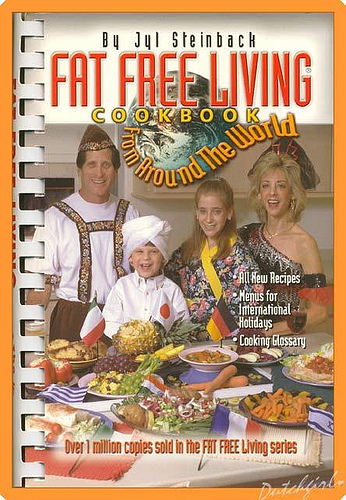 By Jyl Steinback
FAT FREE LIVING®
COOKBOOK
From Around The World
• All New Recipes
• Menus for
International
Holidays
• Cooking Glossary
Over 1 million copies sold in the FAT FREE Living series
Dutchgirl